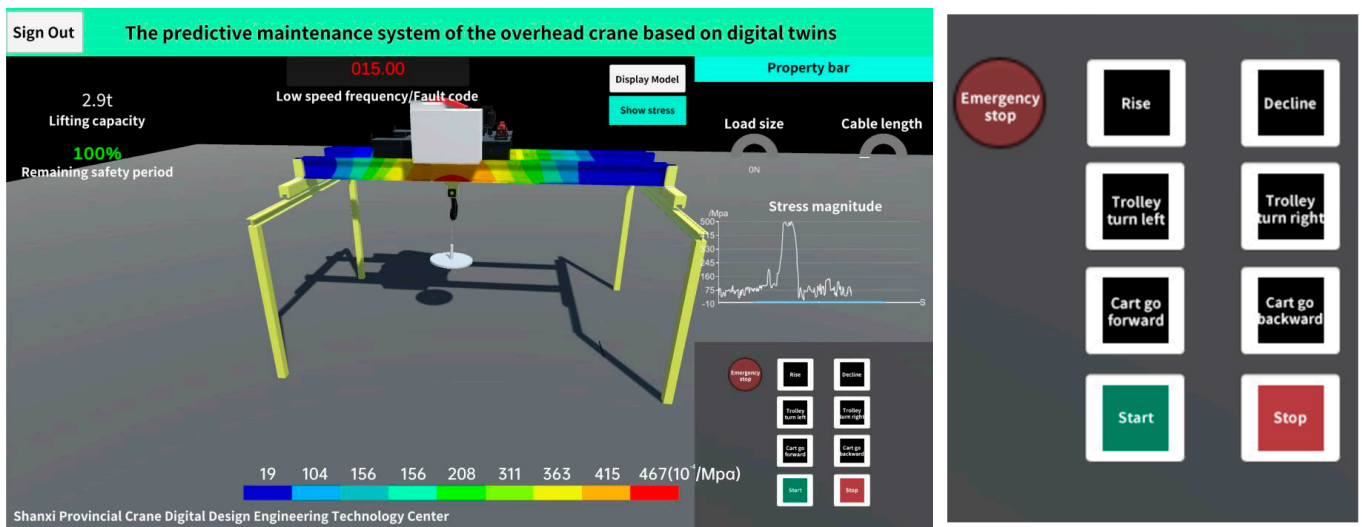 Sign Out
The predictive maintenance system of the overhead crane based on digital twins
015.00
Low speed frequency/Fault code
2.9t
Lifting capacity
100%
Remaining safety period
Display Model
Show stress
Property bar
Load size
Cable length
0N
Stress magnitude
/Mpa
500
415
330
245
160
75
-10
S
Emergency
stop
Rise
Decline
Trolley
turn left
Trolley
turn right
Cart go
forward
Cart go
backward
Start
Stop
19 104 156 156 208 311 363 415 467(10⁻⁴/Mpa)
Shanxi Provincial Crane Digital Design Engineering Technology Center
Emergency
stop
Rise
Decline
Trolley
turn left
Trolley
turn right
Cart go
forward
Cart go
backward
Start
Stop